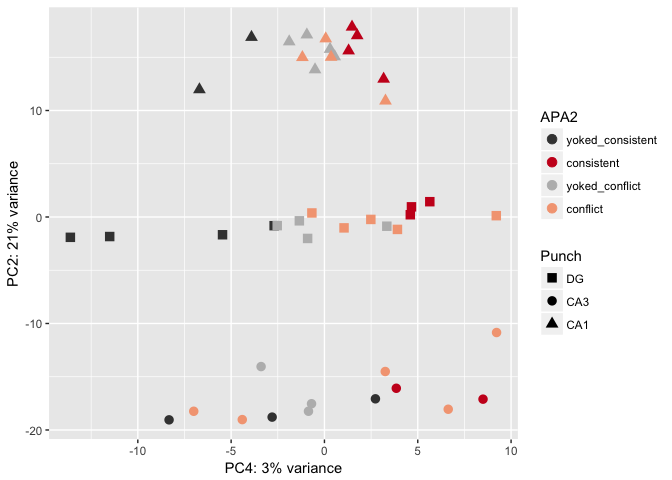 10
0
-10
-20
-10
-5
0
5
10
PC4: 3% variance
PC2: 21% variance
APA2
yoked_consistent
consistent
yoked_conflict
conflict
Punch
DG
CA3
CA1